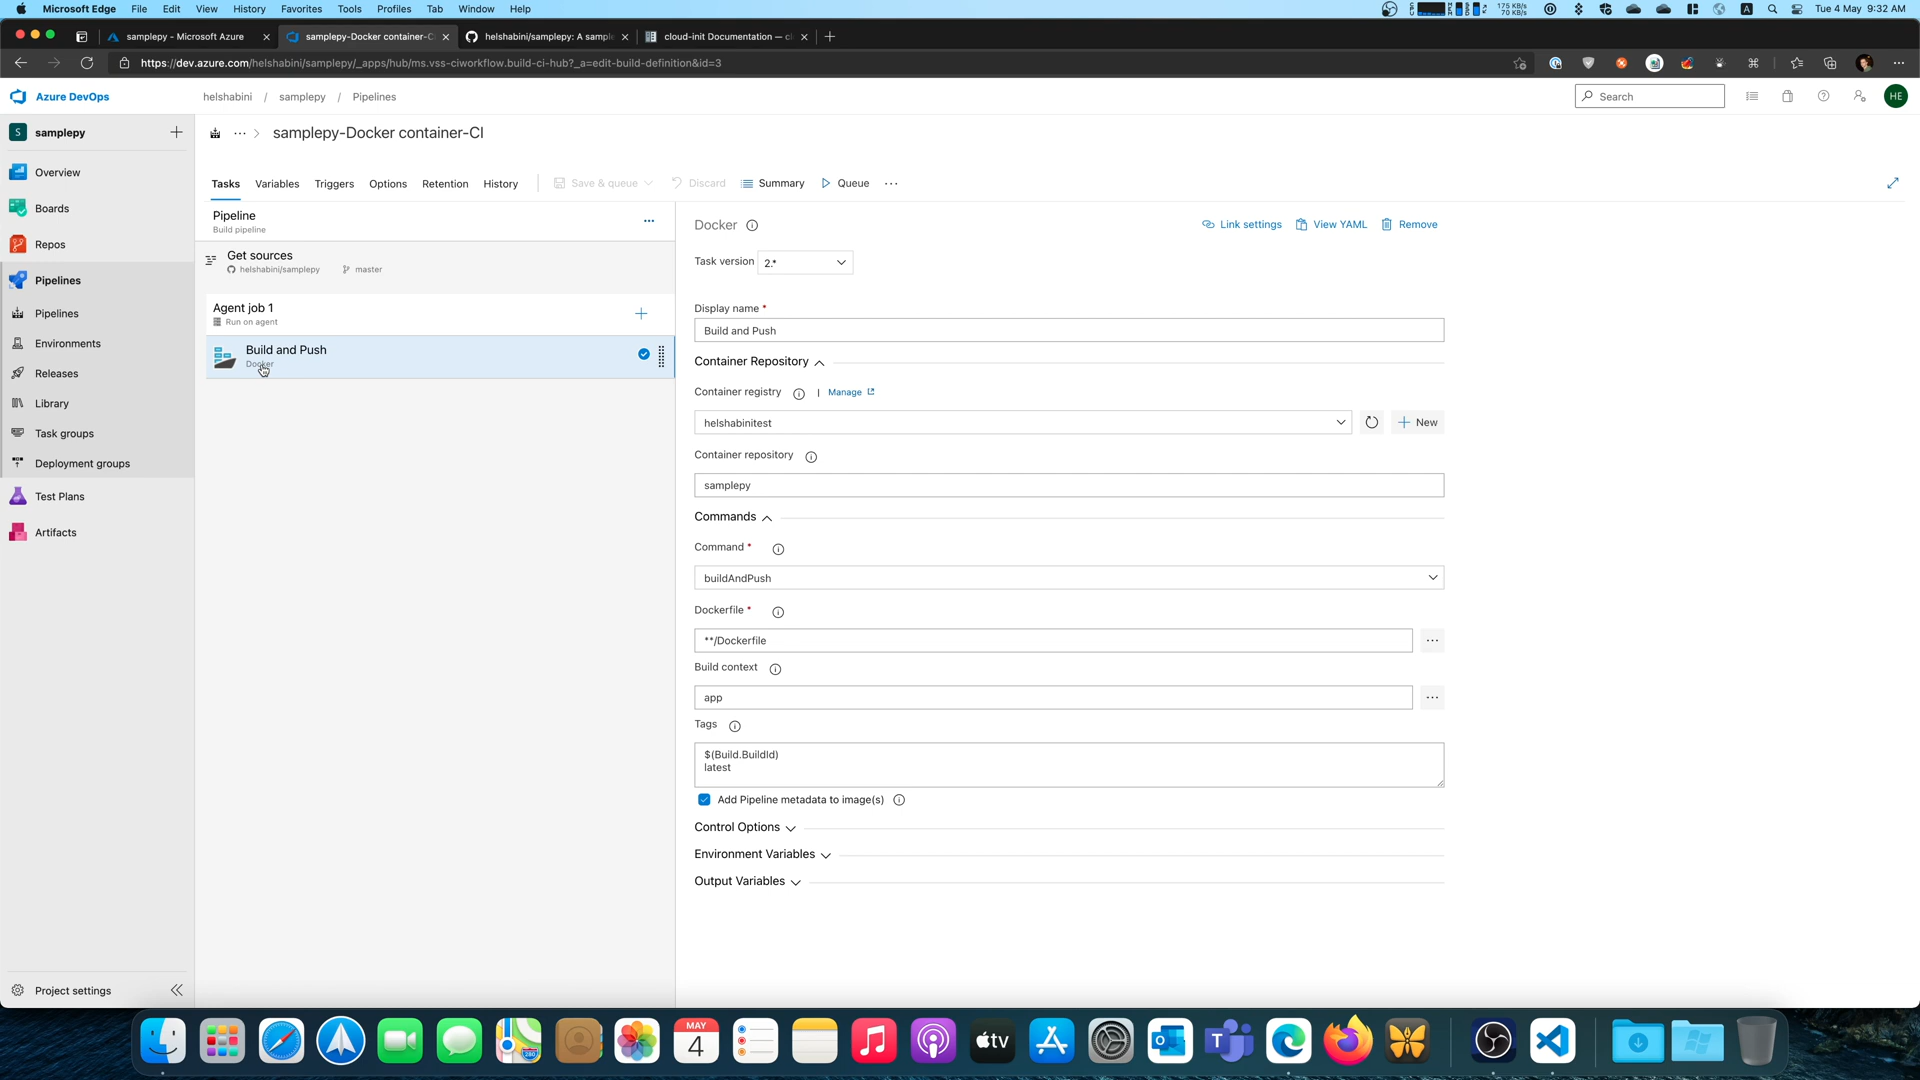 Microsoft Edge File Edit View History Favorites Tools Profiles Tab Window Help
175 KB/s
70 KB/s
Tue 4 May 9:32 AM
samplepy - Microsoft Azure
samplepy-Docker container-C
helshabini/samplepy: A sampl
cloud-init Documentation — cl
https://dev.azure.com/helshabini/samplepy/_apps/hub/ms.vss-ciworkflow.build-ci-hub?_a=edit-build-definition&id=3
Azure DevOps
helshabini / samplepy / Pipelines
Search
HE
S samplepy
Overview
Boards
Repos
Pipelines
Pipelines
Environments
Releases
Library
Task groups
Deployment groups
Test Plans
Artifacts
Project settings
··· > samplepy-Docker container-CI
Tasks Variables Triggers Options Retention History
Save & queue Discard Summary Queue ···
Pipeline
Build pipeline
Get sources
helshabini/samplepy master
Agent job 1
Run on agent
Build and Push
Docker
Docker
Link settings View YAML Remove
Task version 2.*
Display name *
Build and Push
Container Repository
Container registry | Manage
helshabinitest
New
Container repository
samplepy
Commands
Command *
buildAndPush
Dockerfile *
**/Dockerfile
Build context
app
Tags
$(Build.BuildId)
latest
Add Pipeline metadata to image(s)
Control Options
Environment Variables
Output Variables
MAY
4
tv
280